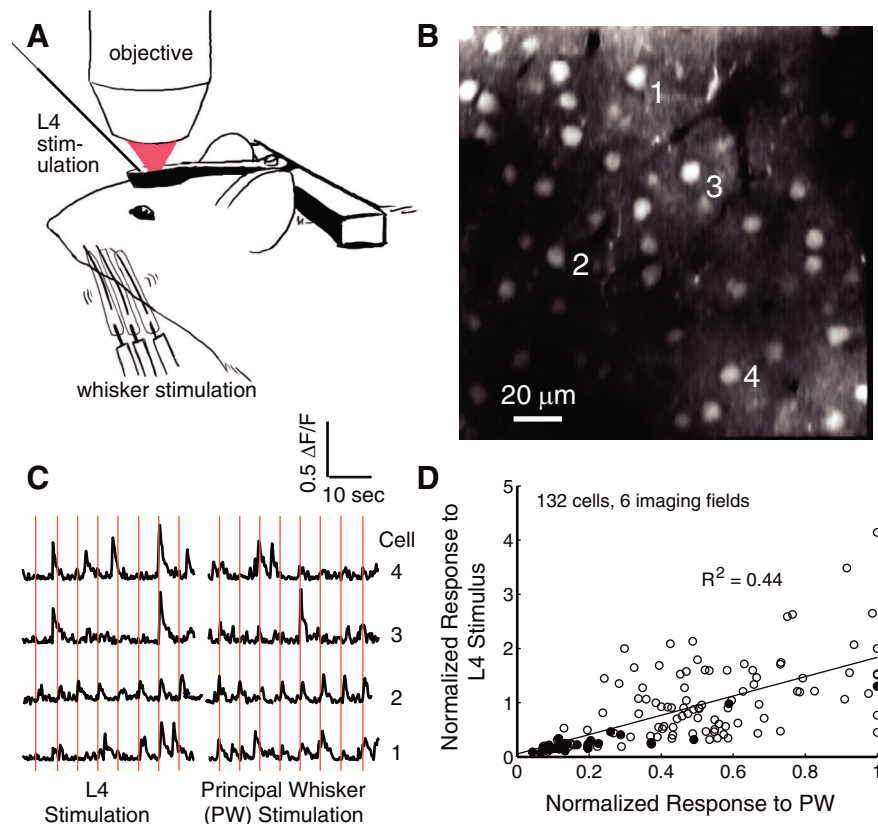 A
objective
L4
stim-
ulation
whisker stimulation
B
1
3
2
4
20 μm
0.5 ΔF/F
10 sec
C
Cell
4
3
2
1
L4
Stimulation
Principal Whisker
(PW) Stimulation
D
132 cells, 6 imaging fields
R² = 0.44
Normalized Response to
L4 Stimulus
5
4
3
2
1
0
0
0.2
0.4
0.6
0.8
1
Normalized Response to PW